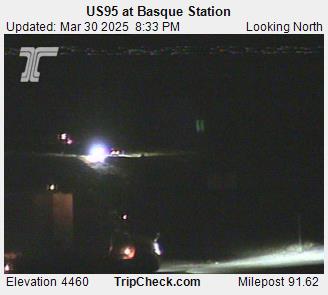 US95 at Basque Station
Updated: Mar 30 2025 8:33 PM Looking North
Elevation 4460 TripCheck.com Milepost 91.62